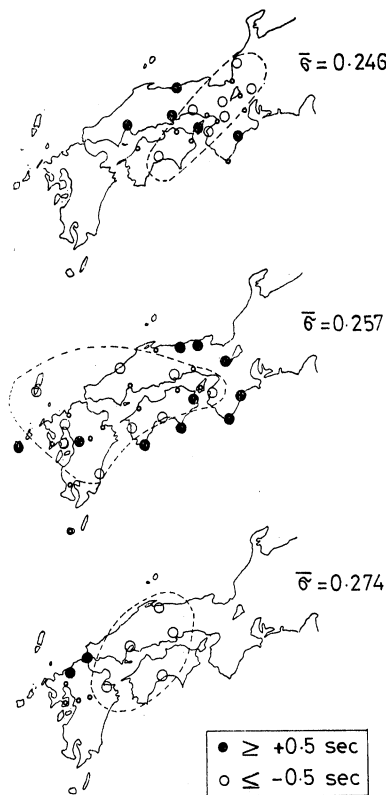 σ̅ = 0·246
σ̅ = 0·257
σ̅ = 0·274
● ≥ +0·5 sec
○ ≤ −0·5 sec